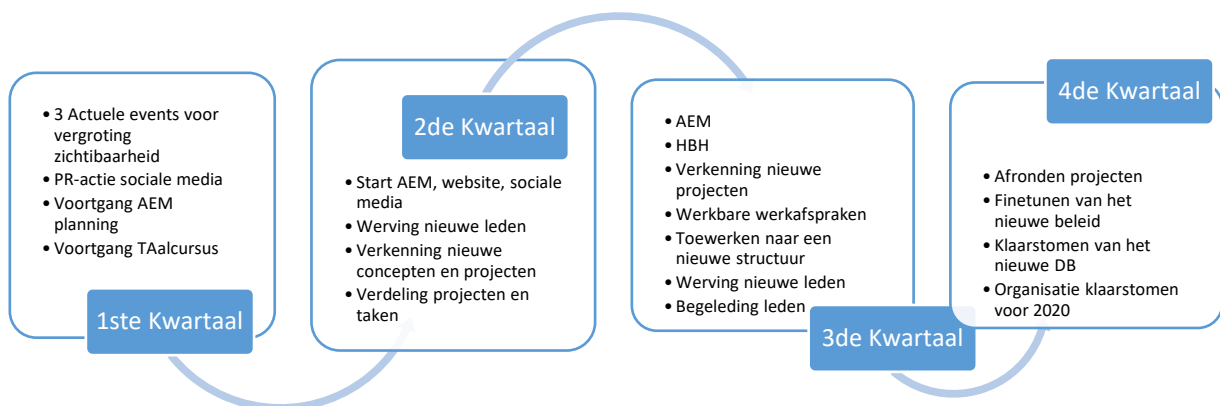 • 3 Actuele events voor
vergroting
zichtibaarheid
• PR-actie sociale media
• Voortgang AEM
planning
• Voortgang TAalcursus
1ste Kwartaal
2de Kwartaal
• Start AEM, website, sociale
media
• Werving nieuwe leden
• Verkenning nieuwe
concepten en projecten
• Verdeling projecten en
taken
• AEM
• HBH
• Verkenning nieuwe
projecten
• Werkbare werkafspraken
• Toewerken naar een
nieuwe structuur
• Werving nieuwe leden
• Begeleding leden
3de Kwartaal
4de Kwartaal
• Afronden projecten
• Finetunen van het
nieuwe beleid
• Klaarstomen van het
nieuwe DB
• Organisatie klaarstomen
voor 2020